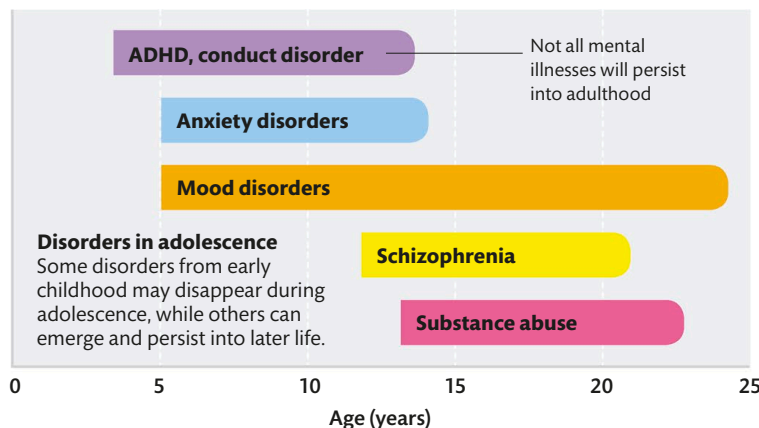 ADHD, conduct disorder
Not all mental
illnesses will persist
into adulthood
Anxiety disorders
Mood disorders
Disorders in adolescence
Some disorders from early
childhood may disappear during
adolescence, while others can
emerge and persist into later life.
Schizophrenia
Substance abuse
0 5 10 15 20 25
Age (years)